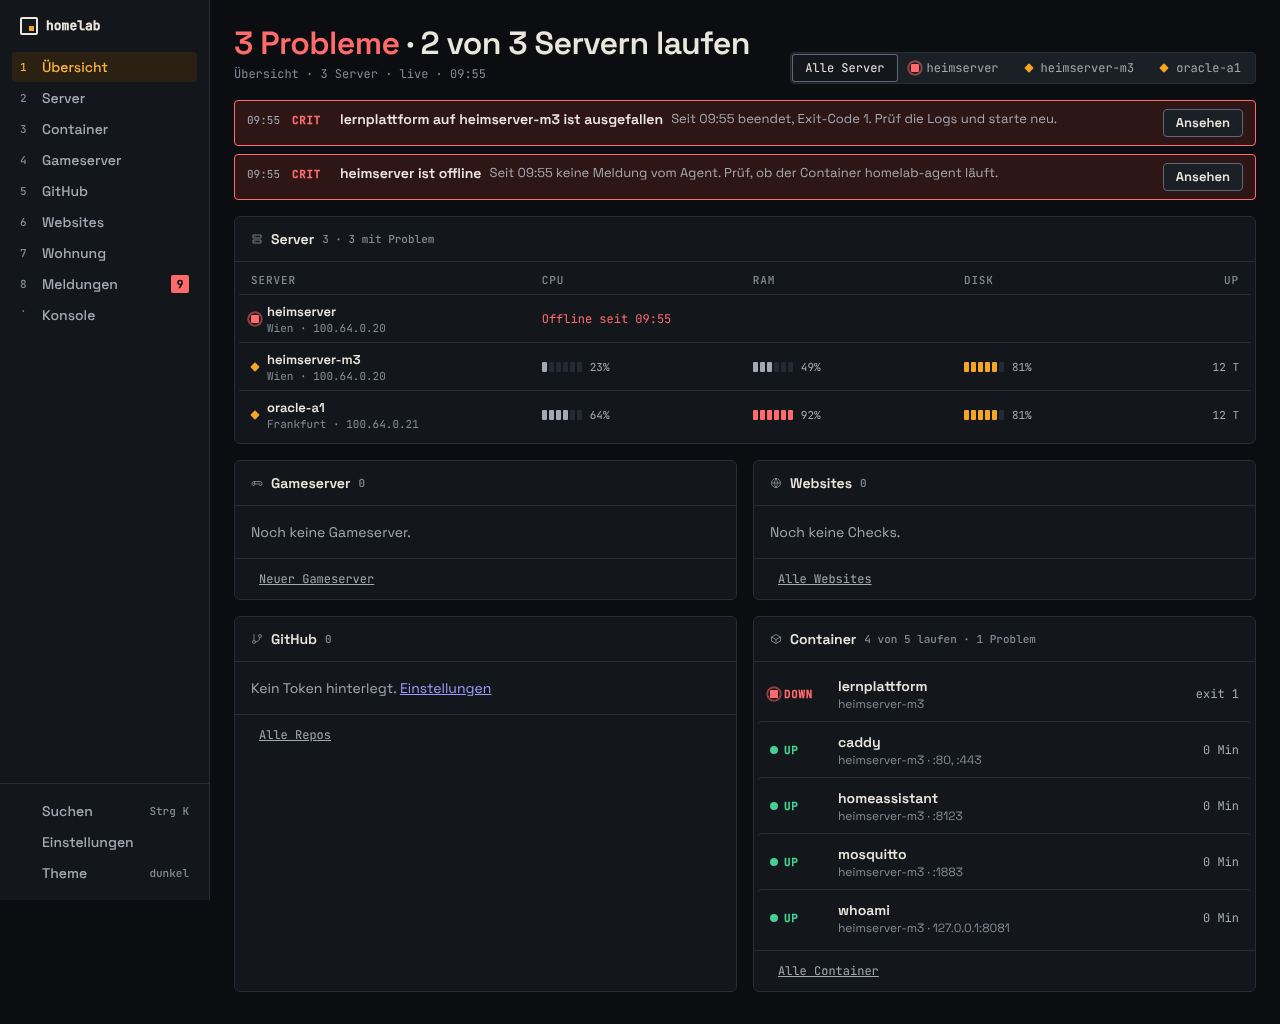 homelab
1 Übersicht
2 Server
3 Container
4 Gameserver
5 GitHub
6 Websites
7 Wohnung
8 Meldungen 9
` Konsole
Suchen Strg K
Einstellungen
Theme dunkel
3 Probleme · 2 von 3 Servern laufen
Übersicht · 3 Server · live · 09:55
Alle Server heimserver heimserver-m3 oracle-a1
09:55 CRIT lernplattform auf heimserver-m3 ist ausgefallen Seit 09:55 beendet, Exit-Code 1. Prüf die Logs und starte neu. Ansehen
09:55 CRIT heimserver ist offline Seit 09:55 keine Meldung vom Agent. Prüf, ob der Container homelab-agent läuft. Ansehen
Server 3 · 3 mit Problem
SERVER CPU RAM DISK UP
heimserver
Wien · 100.64.0.20
Offline seit 09:55
heimserver-m3
Wien · 100.64.0.20
23% 49% 81% 12 T
oracle-a1
Frankfurt · 100.64.0.21
64% 92% 81% 12 T
Gameserver 0
Noch keine Gameserver.
Neuer Gameserver
Websites 0
Noch keine Checks.
Alle Websites
GitHub 0
Kein Token hinterlegt. Einstellungen
Alle Repos
Container 4 von 5 laufen · 1 Problem
DOWN lernplattform exit 1
heimserver-m3
UP caddy 0 Min
heimserver-m3 · :80, :443
UP homeassistant 0 Min
heimserver-m3 · :8123
UP mosquitto 0 Min
heimserver-m3 · :1883
UP whoami 0 Min
heimserver-m3 · 127.0.0.1:8081
Alle Container